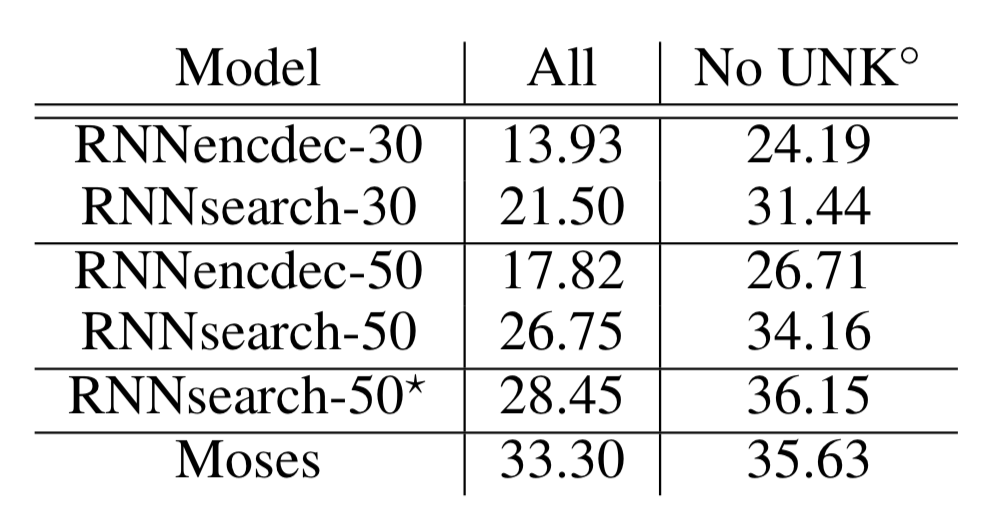 Model All No UNK°
RNNencdec-30 13.93 24.19
RNNsearch-30 21.50 31.44
RNNencdec-50 17.82 26.71
RNNsearch-50 26.75 34.16
RNNsearch-50⋆ 28.45 36.15
Moses 33.30 35.63